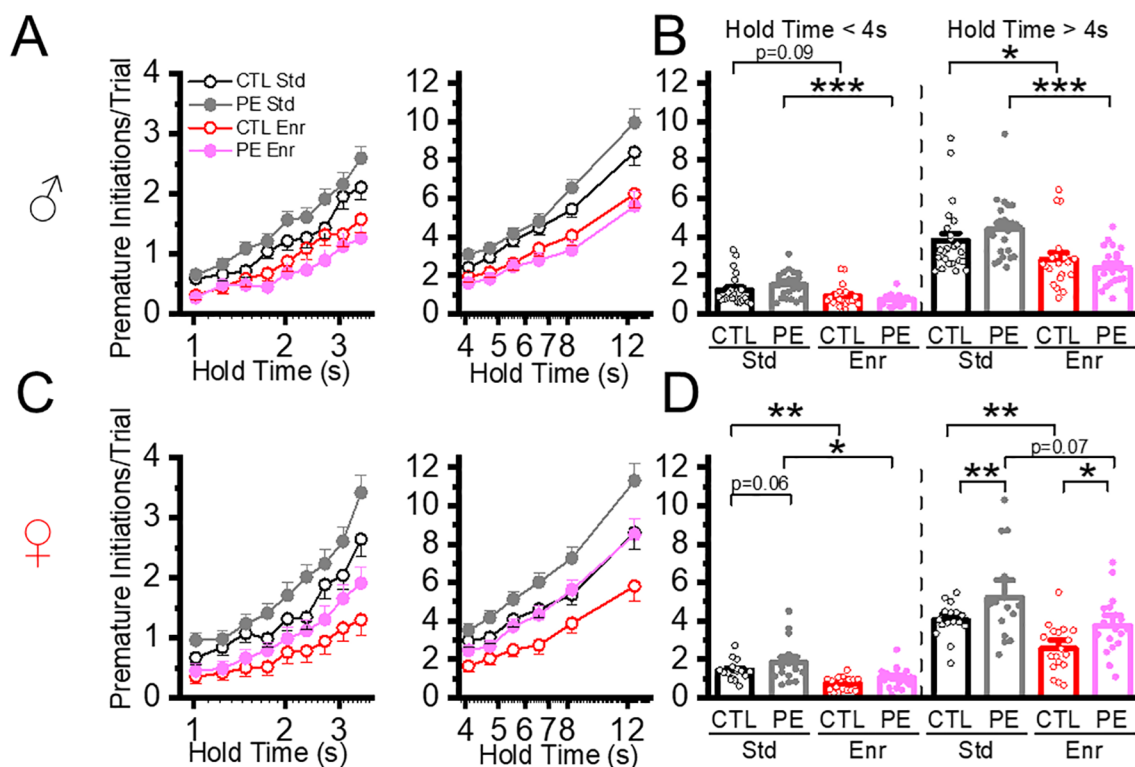 A
Premature Initiations/Trial
4
3
2
1
0
CTL Std
PE Std
CTL Enr
PE Enr
1 2 3
Hold Time (s)
12
10
8
6
4
2
0
4 5 6 7 8 12
Hold Time (s)
B
Hold Time < 4s Hold Time > 4s
p=0.09 *
*** ***
12
10
8
6
4
2
0
CTL PE CTL PE CTL PE CTL PE
Std Enr Std Enr
♂
C
Premature Initiations/Trial
4
3
2
1
0
1 2 3
Hold Time (s)
12
10
8
6
4
2
0
4 5 6 7 8 12
Hold Time (s)
D
** **
* p=0.07
p=0.06 ** *
12
10
8
6
4
2
0
CTL PE CTL PE CTL PE CTL PE
Std Enr Std Enr
♀